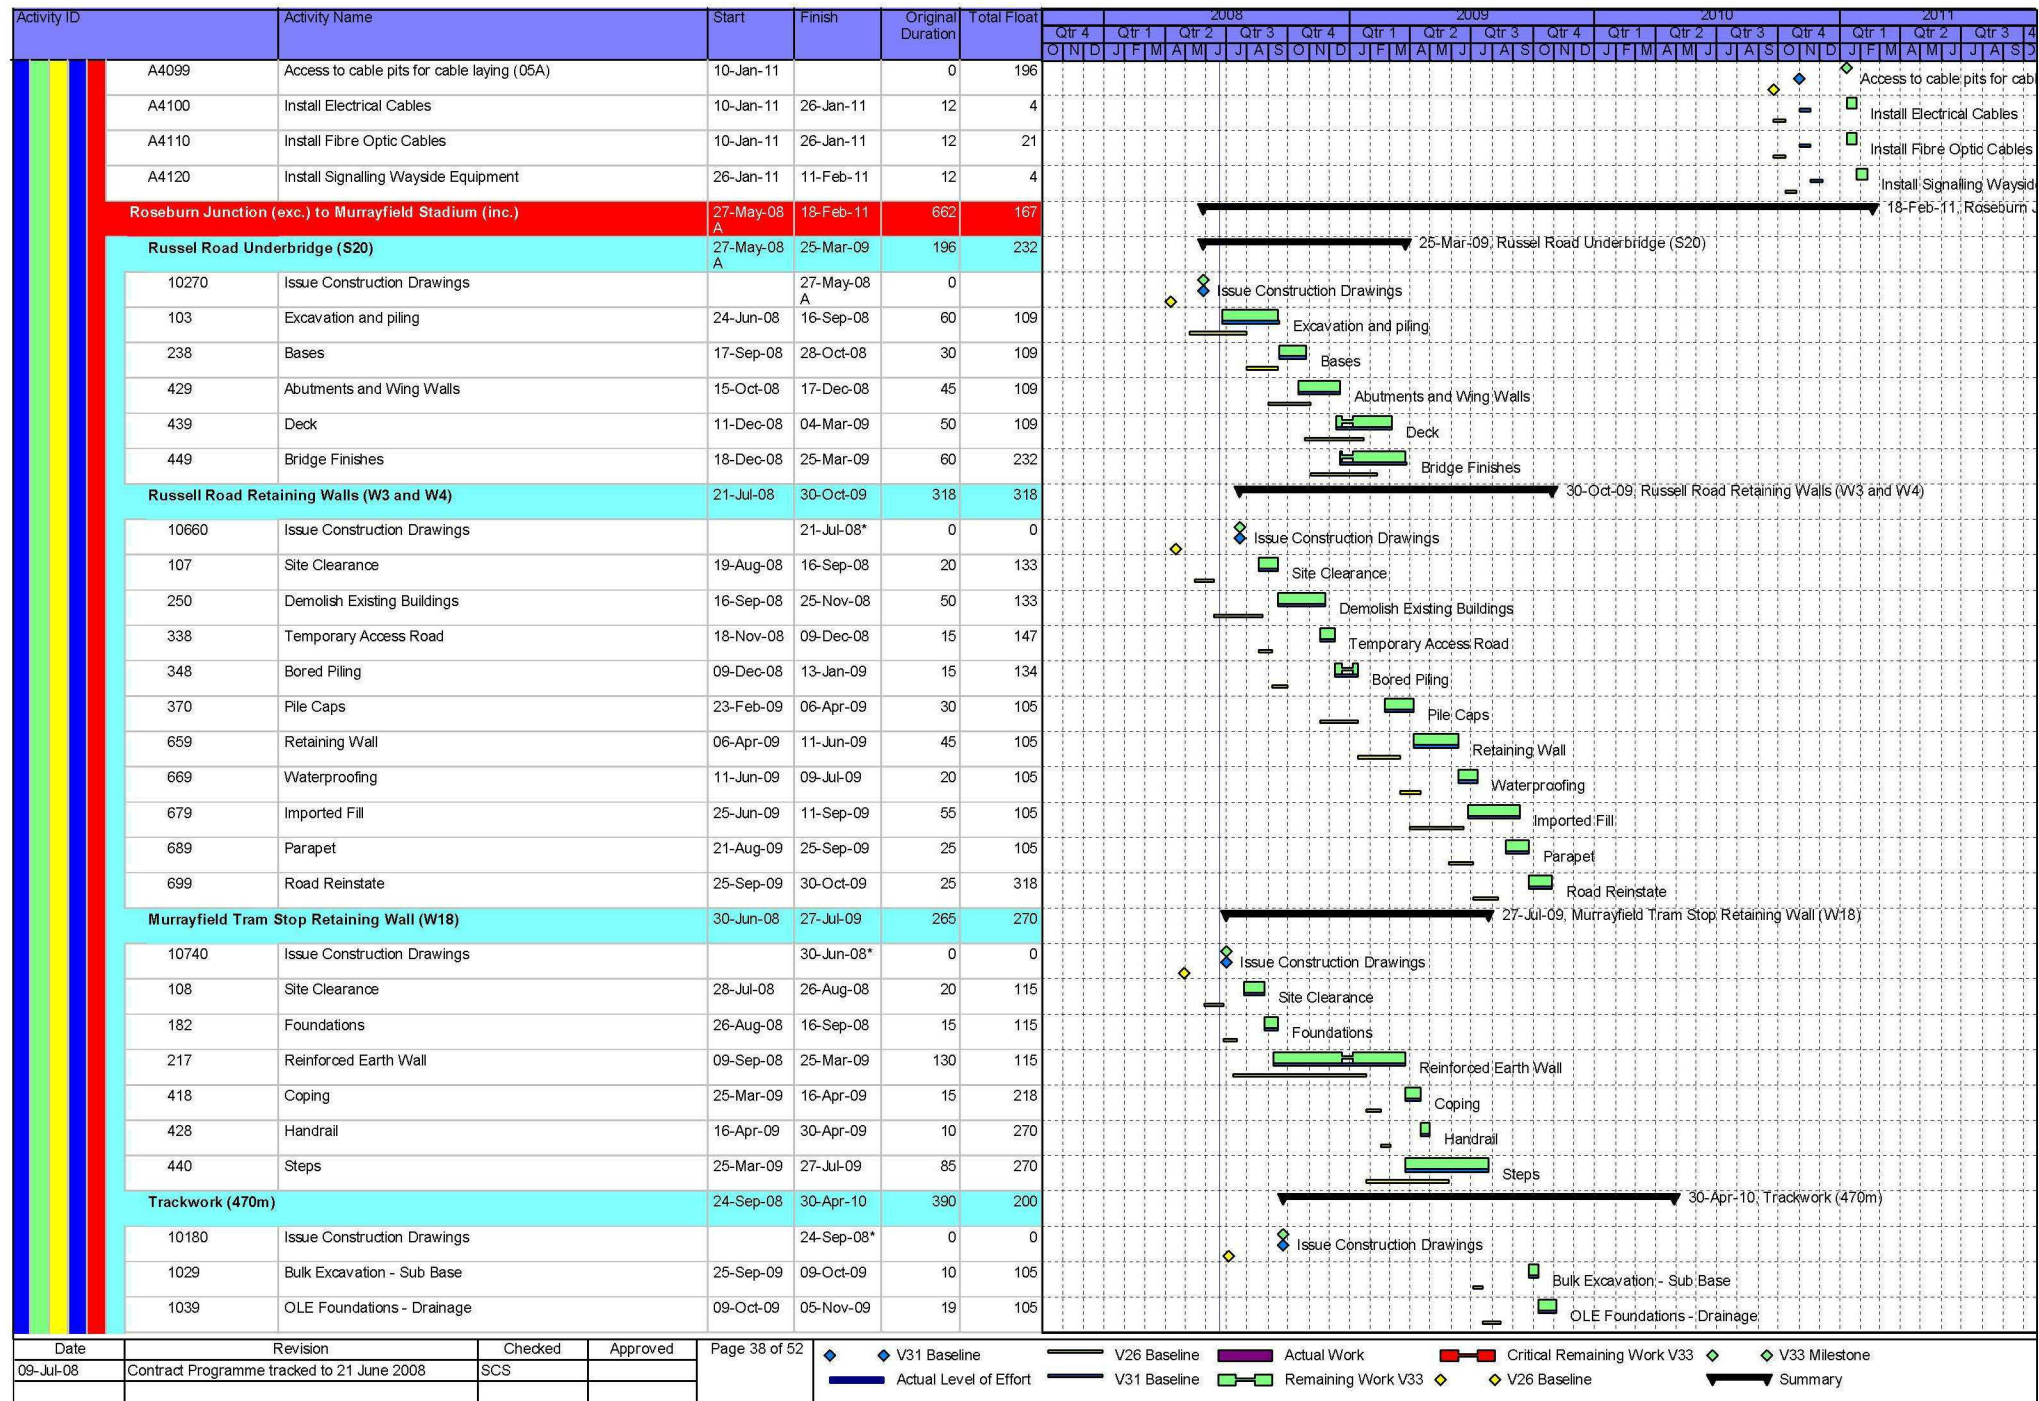 Activity ID Activity Name Start Finish Original Duration Total Float 2008 2009 2010 2011
Qtr 4 Qtr 1 Qtr 2 Qtr 3 Qtr 4 Qtr 1 Qtr 2 Qtr 3 Qtr 4 Qtr 1 Qtr 2 Qtr 3 Qtr 4 Qtr 1 Qtr 2 Qtr 3 4
O N D J F M A M J J A S O N D J F M A M J J A S O N D J F M A M J J A S O N D J F M A M J J A S
A4099 Access to cable pits for cable laying (05A) 10-Jan-11 0 196 Access to cable pits for cabl
A4100 Install Electrical Cables 10-Jan-11 26-Jan-11 12 4 Install Electrical Cables
A4110 Install Fibre Optic Cables 10-Jan-11 26-Jan-11 12 21 Install Fibre Optic Cables
A4120 Install Signalling Wayside Equipment 26-Jan-11 11-Feb-11 12 4 Install Signalling Waysid
Roseburn Junction (exc.) to Murrayfield Stadium (inc.) 27-May-08 A 18-Feb-11 662 167 18-Feb-11, Roseburn J
Russel Road Underbridge (S20) 27-May-08 A 25-Mar-09 196 232 25-Mar-09, Russel Road Underbridge (S20)
10270 Issue Construction Drawings 27-May-08 A 0 Issue Construction Drawings
103 Excavation and piling 24-Jun-08 16-Sep-08 60 109 Excavation and piling
238 Bases 17-Sep-08 28-Oct-08 30 109 Bases
429 Abutments and Wing Walls 15-Oct-08 17-Dec-08 45 109 Abutments and Wing Walls
439 Deck 11-Dec-08 04-Mar-09 50 109 Deck
449 Bridge Finishes 18-Dec-08 25-Mar-09 60 232 Bridge Finishes
Russell Road Retaining Walls (W3 and W4) 21-Jul-08 30-Oct-09 318 318 30-Oct-09, Russell Road Retaining Walls (W3 and W4)
10660 Issue Construction Drawings 21-Jul-08* 0 0 Issue Construction Drawings
107 Site Clearance 19-Aug-08 16-Sep-08 20 133 Site Clearance
250 Demolish Existing Buildings 16-Sep-08 25-Nov-08 50 133 Demolish Existing Buildings
338 Temporary Access Road 18-Nov-08 09-Dec-08 15 147 Temporary Access Road
348 Bored Piling 09-Dec-08 13-Jan-09 15 134 Bored Piling
370 Pile Caps 23-Feb-09 06-Apr-09 30 105 Pile Caps
659 Retaining Wall 06-Apr-09 11-Jun-09 45 105 Retaining Wall
669 Waterproofing 11-Jun-09 09-Jul-09 20 105 Waterproofing
679 Imported Fill 25-Jun-09 11-Sep-09 55 105 Imported Fill
689 Parapet 21-Aug-09 25-Sep-09 25 105 Parapet
699 Road Reinstate 25-Sep-09 30-Oct-09 25 318 Road Reinstate
Murrayfield Tram Stop Retaining Wall (W18) 30-Jun-08 27-Jul-09 265 270 27-Jul-09, Murrayfield Tram Stop Retaining Wall (W18)
10740 Issue Construction Drawings 30-Jun-08* 0 0 Issue Construction Drawings
108 Site Clearance 28-Jul-08 26-Aug-08 20 115 Site Clearance
182 Foundations 26-Aug-08 16-Sep-08 15 115 Foundations
217 Reinforced Earth Wall 09-Sep-08 25-Mar-09 130 115 Reinforced Earth Wall
418 Coping 25-Mar-09 16-Apr-09 15 218 Coping
428 Handrail 16-Apr-09 30-Apr-09 10 270 Handrail
440 Steps 25-Mar-09 27-Jul-09 85 270 Steps
Trackwork (470m) 24-Sep-08 30-Apr-10 390 200 30-Apr-10, Trackwork (470m)
10180 Issue Construction Drawings 24-Sep-08* 0 0 Issue Construction Drawings
1029 Bulk Excavation - Sub Base 25-Sep-09 09-Oct-09 10 105 Bulk Excavation - Sub Base
1039 OLE Foundations - Drainage 09-Oct-09 05-Nov-09 19 105 OLE Foundations - Drainage
Date Revision Checked Approved Page 38 of 52 V31 Baseline V26 Baseline Actual Work Critical Remaining Work V33 V33 Milestone
09-Jul-08 Contract Programme tracked to 21 June 2008 SCS Actual Level of Effort V31 Baseline Remaining Work V33 V26 Baseline Summary